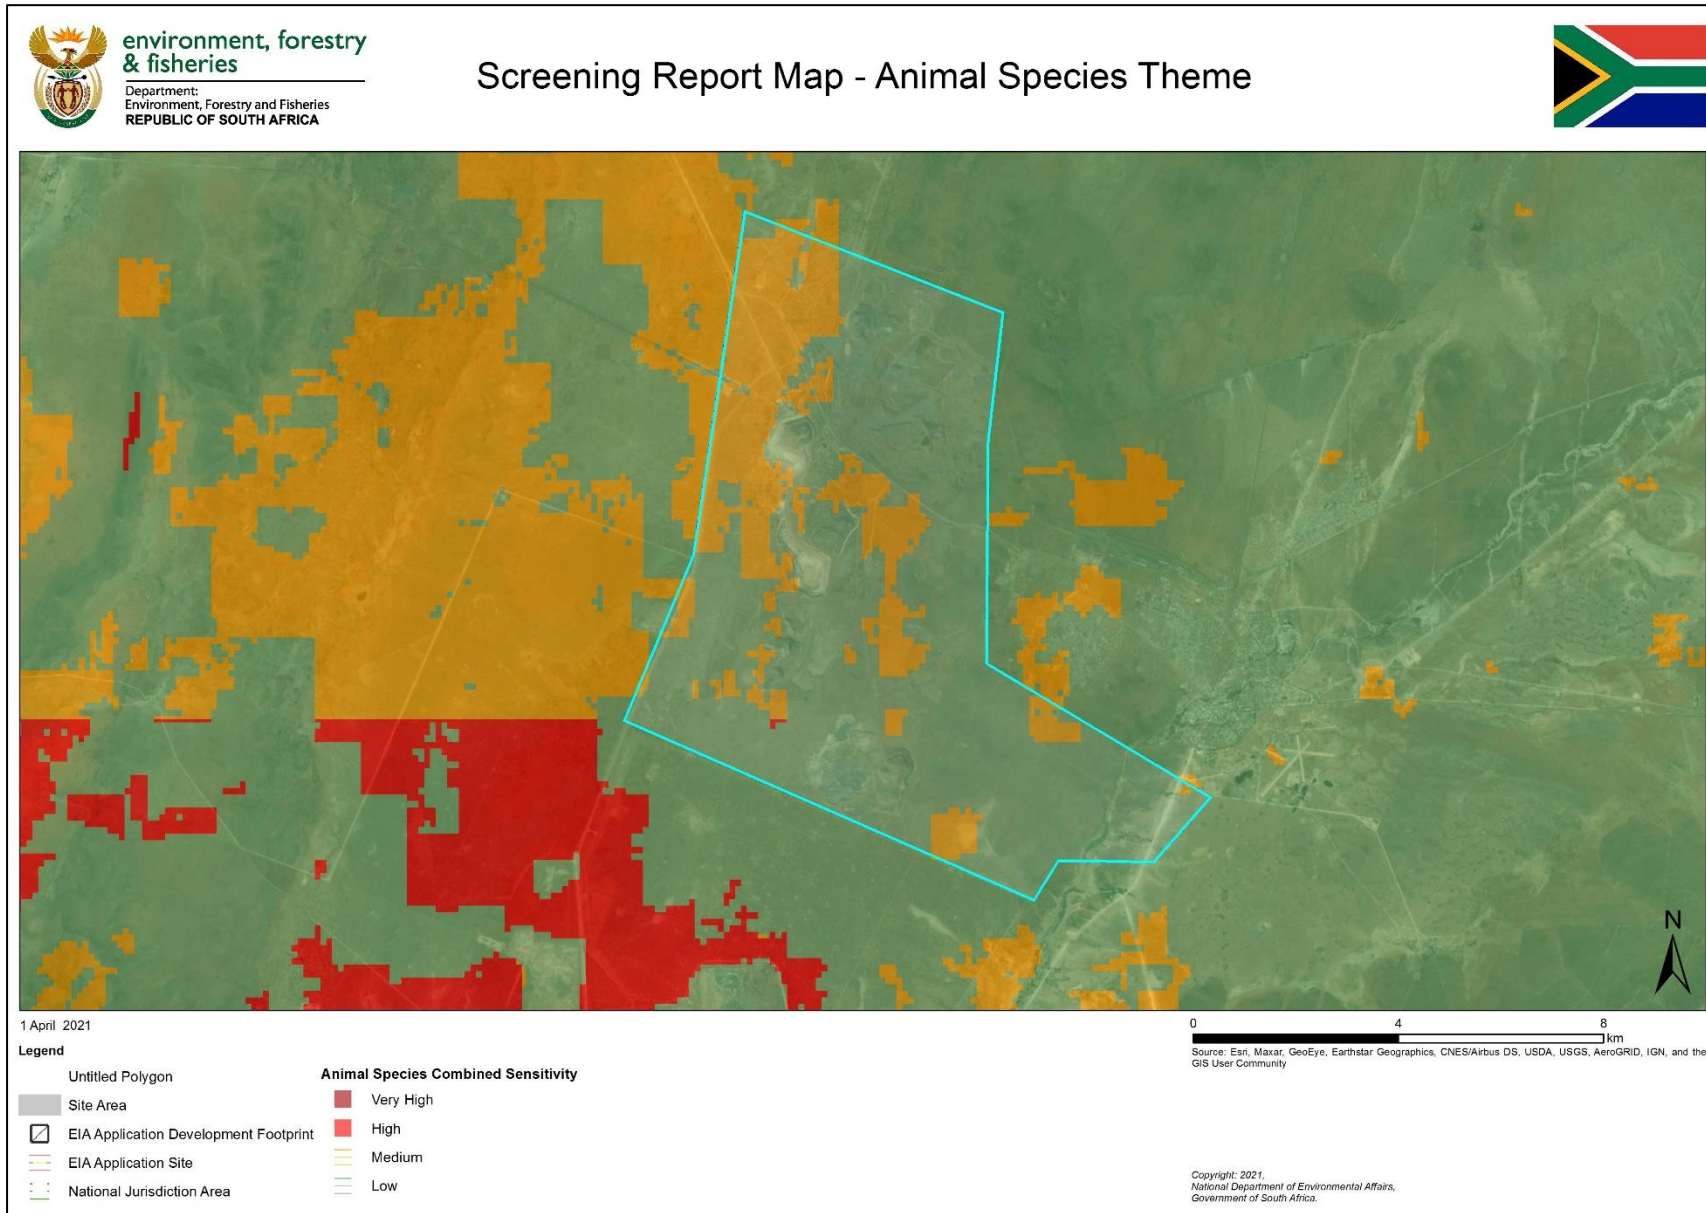 environment, forestry
& fisheries
Department:
Environment, Forestry and Fisheries
REPUBLIC OF SOUTH AFRICA
Screening Report Map - Animal Species Theme
N
1 April 2021
0 4 8
km
Source: Esri, Maxar, GeoEye, Earthstar Geographics, CNES/Airbus DS, USDA, USGS, AeroGRID, IGN, and the
GIS User Community
Legend
Untitled Polygon
Site Area
EIA Application Development Footprint
EIA Application Site
National Jurisdiction Area
Animal Species Combined Sensitivity
Very High
High
Medium
Low
Copyright: 2021,
National Department of Environmental Affairs,
Government of South Africa.